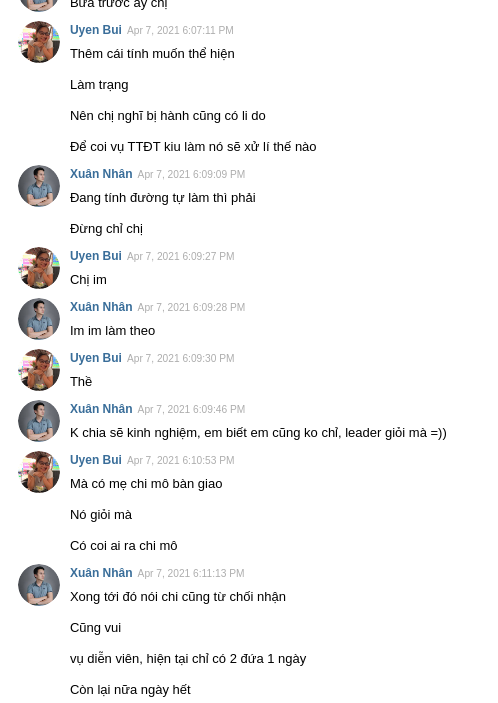 Bữa trước ấy chị
Uyen Bui Apr 7, 2021 6:07:11 PM
Thêm cái tính muốn thể hiện
Làm trạng
Nên chị nghĩ bị hành cũng có li do
Để coi vụ TTĐT kiu làm nó sẽ xử lí thế nào
Xuân Nhân Apr 7, 2021 6:09:09 PM
Đang tính đường tự làm thì phải
Đừng chỉ chị
Uyen Bui Apr 7, 2021 6:09:27 PM
Chị im
Xuân Nhân Apr 7, 2021 6:09:28 PM
Im im làm theo
Uyen Bui Apr 7, 2021 6:09:30 PM
Thề
Xuân Nhân Apr 7, 2021 6:09:46 PM
K chia sẽ kinh nghiệm, em biết em cũng ko chỉ, leader giỏi mà =))
Uyen Bui Apr 7, 2021 6:10:53 PM
Mà có mẹ chi mô bàn giao
Nó giỏi mà
Có coi ai ra chi mô
Xuân Nhân Apr 7, 2021 6:11:13 PM
Xong tới đó nói chi cũng từ chối nhận
Cũng vui
vụ diễn viên, hiện tại chỉ có 2 đứa 1 ngày
Còn lại nữa ngày hết